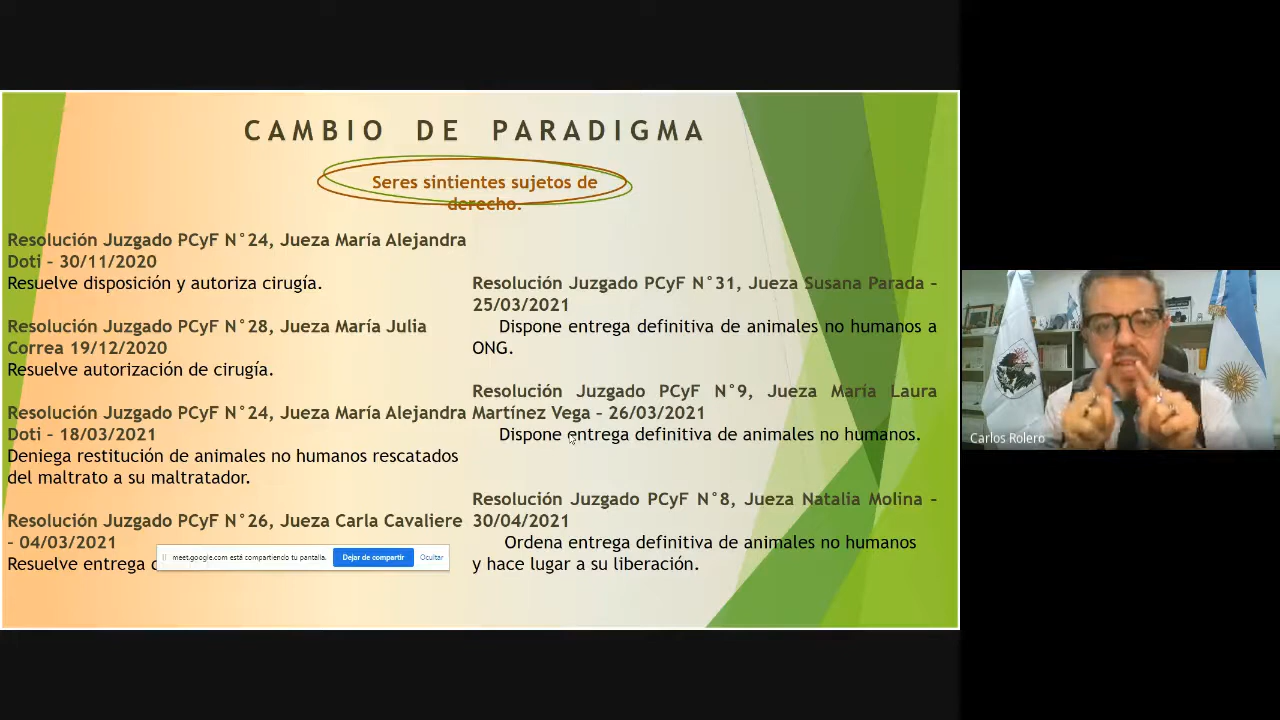 CAMBIO DE PARADIGMA
Seres sintientes sujetos de
derecho.
Resolución Juzgado PCyF N°24, Jueza María Alejandra
Doti – 30/11/2020
Resuelve disposición y autoriza cirugía.
Resolución Juzgado PCyF N°28, Jueza María Julia
Correa 19/12/2020
Resuelve autorización de cirugía.
Resolución Juzgado PCyF N°24, Jueza María Alejandra
Doti – 18/03/2021
Deniega restitución de animales no humanos rescatados
del maltrato a su maltratador.
Resolución Juzgado PCyF N°26, Jueza Carla Cavaliere
– 04/03/2021
Resuelve entrega
meet.google.com está compartiendo tu pantalla.
Dejar de compartir
Ocultar
Resolución Juzgado PCyF N°31, Jueza Susana Parada –
25/03/2021
Dispone entrega definitiva de animales no humanos a
ONG.
Resolución Juzgado PCyF N°9, Jueza María Laura
Martínez Vega – 26/03/2021
Dispone entrega definitiva de animales no humanos.
Resolución Juzgado PCyF N°8, Jueza Natalia Molina –
30/04/2021
Ordena entrega definitiva de animales no humanos
y hace lugar a su liberación.
Carlos Rolero